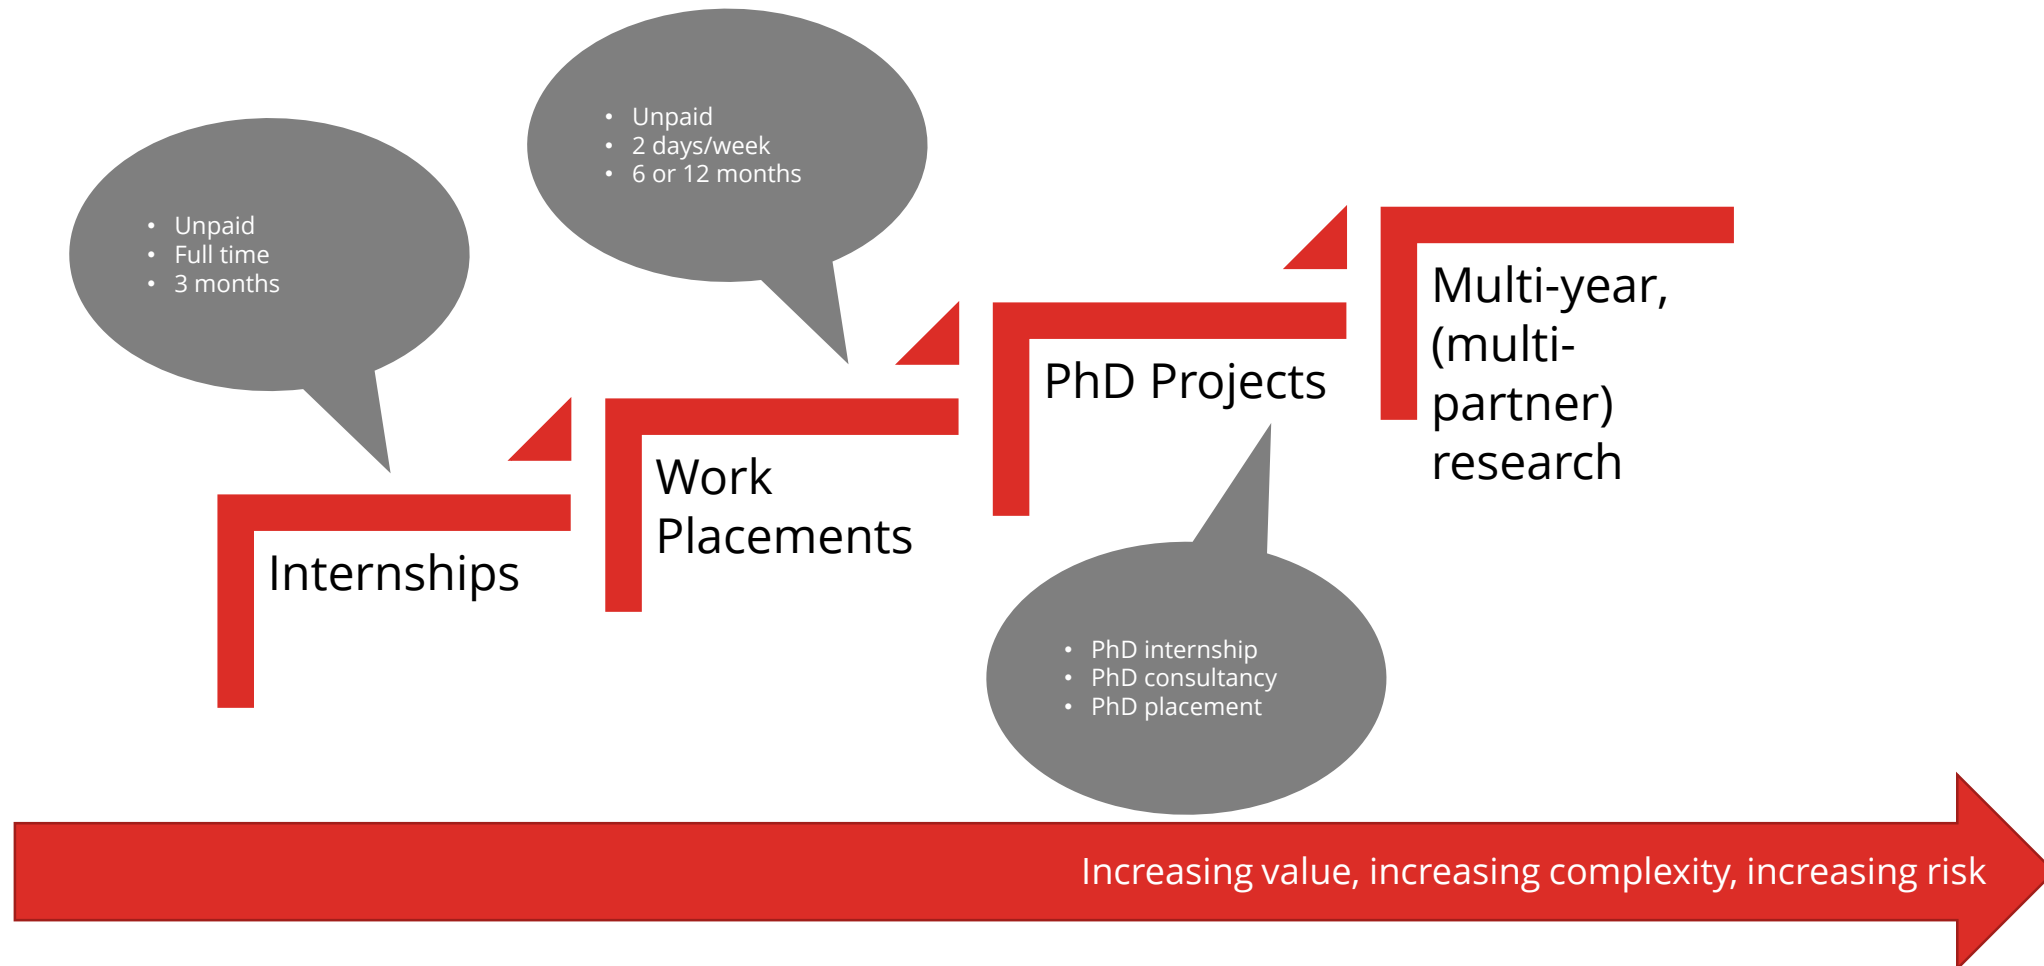 • Unpaid
• Full time
• 3 months
• Unpaid
• 2 days/week
• 6 or 12 months
Internships
Work
Placements
PhD Projects
Multi-year,
(multi-
partner)
research
• PhD internship
• PhD consultancy
• PhD placement
Increasing value, increasing complexity, increasing risk